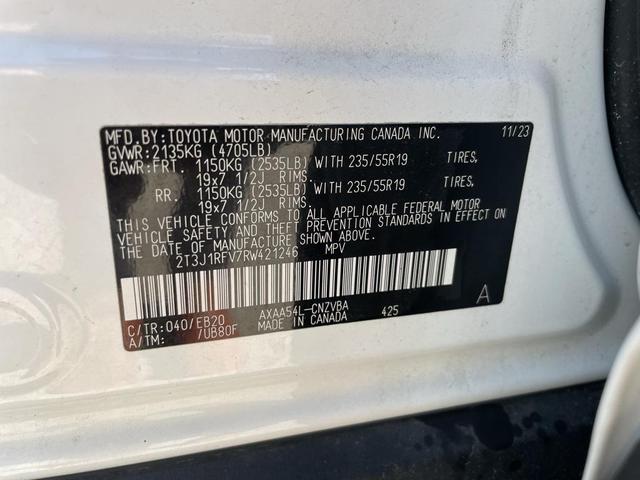 MFD.BY:TOYOTA MOTOR MANUFACTURING CANADA INC. 11/23
GVWR:2135KG (4705LB)
GAWR:FRT. 1150KG (2535LB) WITH 235/55R19 TIRES,
19x7 1/2J RIMS.
RR. 1150KG (2535LB) WITH 235/55R19 TIRES,
19x7 1/2J RIMS.
THIS VEHICLE CONFORMS TO ALL APPLICABLE FEDERAL MOTOR
VEHICLE SAFETY AND THEFT PREVENTION STANDARDS IN EFFECT ON
THE DATE OF MANUFACTURE SHOWN ABOVE.
2T3J1RFV7RW421246 MPV
C/TR:040/EB20 AXAA54L-CNZVBA 425 A
A/TM: /UB80F MADE IN CANADA